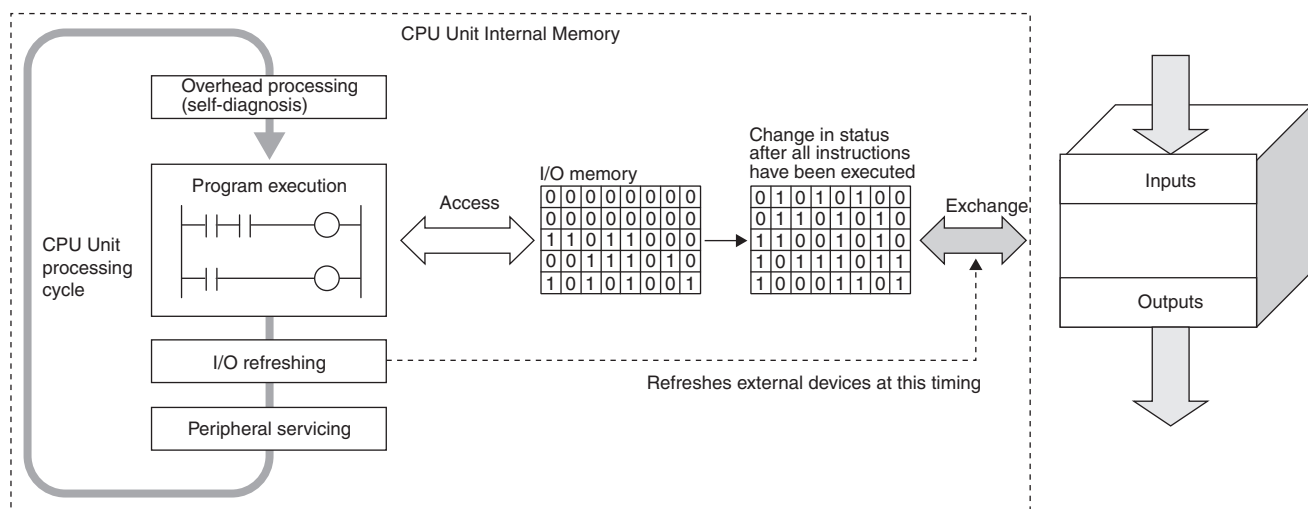 CPU Unit Internal Memory
Overhead processing
(self-diagnosis)
Program execution
CPU Unit
processing
cycle
I/O refreshing
Peripheral servicing
Access
I/O memory
0 0 0 0 0 0 0 0
0 0 0 0 0 0 0 0
1 1 0 1 1 0 0 0
0 0 1 1 1 0 1 0
1 0 1 0 1 0 0 1
Change in status
after all instructions
have been executed
0 1 0 1 0 1 0 0
0 1 1 0 1 0 1 0
1 1 0 0 1 0 1 0
1 0 1 1 1 0 1 1
1 0 0 0 1 1 0 1
Exchange
Refreshes external devices at this timing
Inputs
Outputs